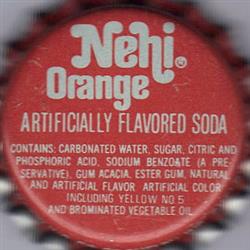 Nehi®
Orange
ARTIFICIALLY FLAVORED SODA
CONTAINS: CARBONATED WATER, SUGAR, CITRIC AND
PHOSPHORIC ACID, SODIUM BENZOATE (A PRE-
SERVATIVE), GUM ACACIA, ESTER GUM, NATURAL
AND ARTIFICIAL FLAVOR ARTIFICIAL COLOR
INCLUDING YELLOW NO 5
AND BROMINATED VEGETABLE OIL